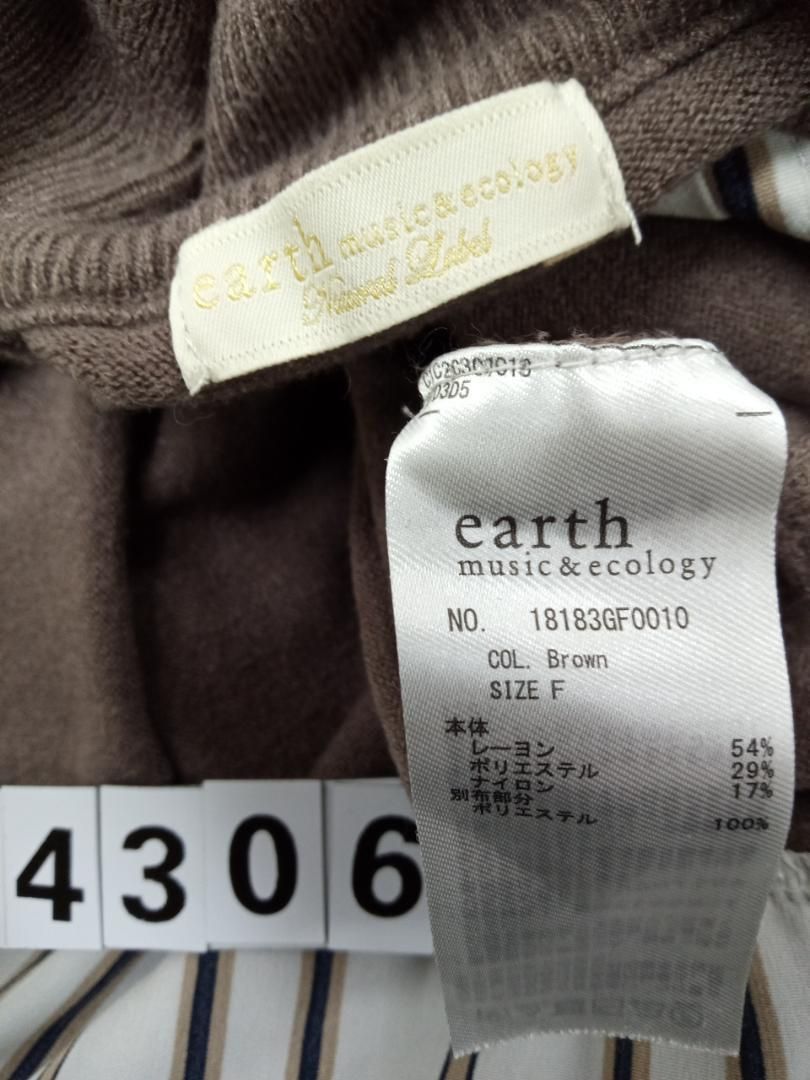 earth music&ecology
Natural Label
earth
music&ecology
NO. 18183GF0010
COL. Brown
SIZE F
本体
レーヨン 54%
ポリエステル 29%
ナイロン 17%
別布部分
ポリエステル 100%
4306